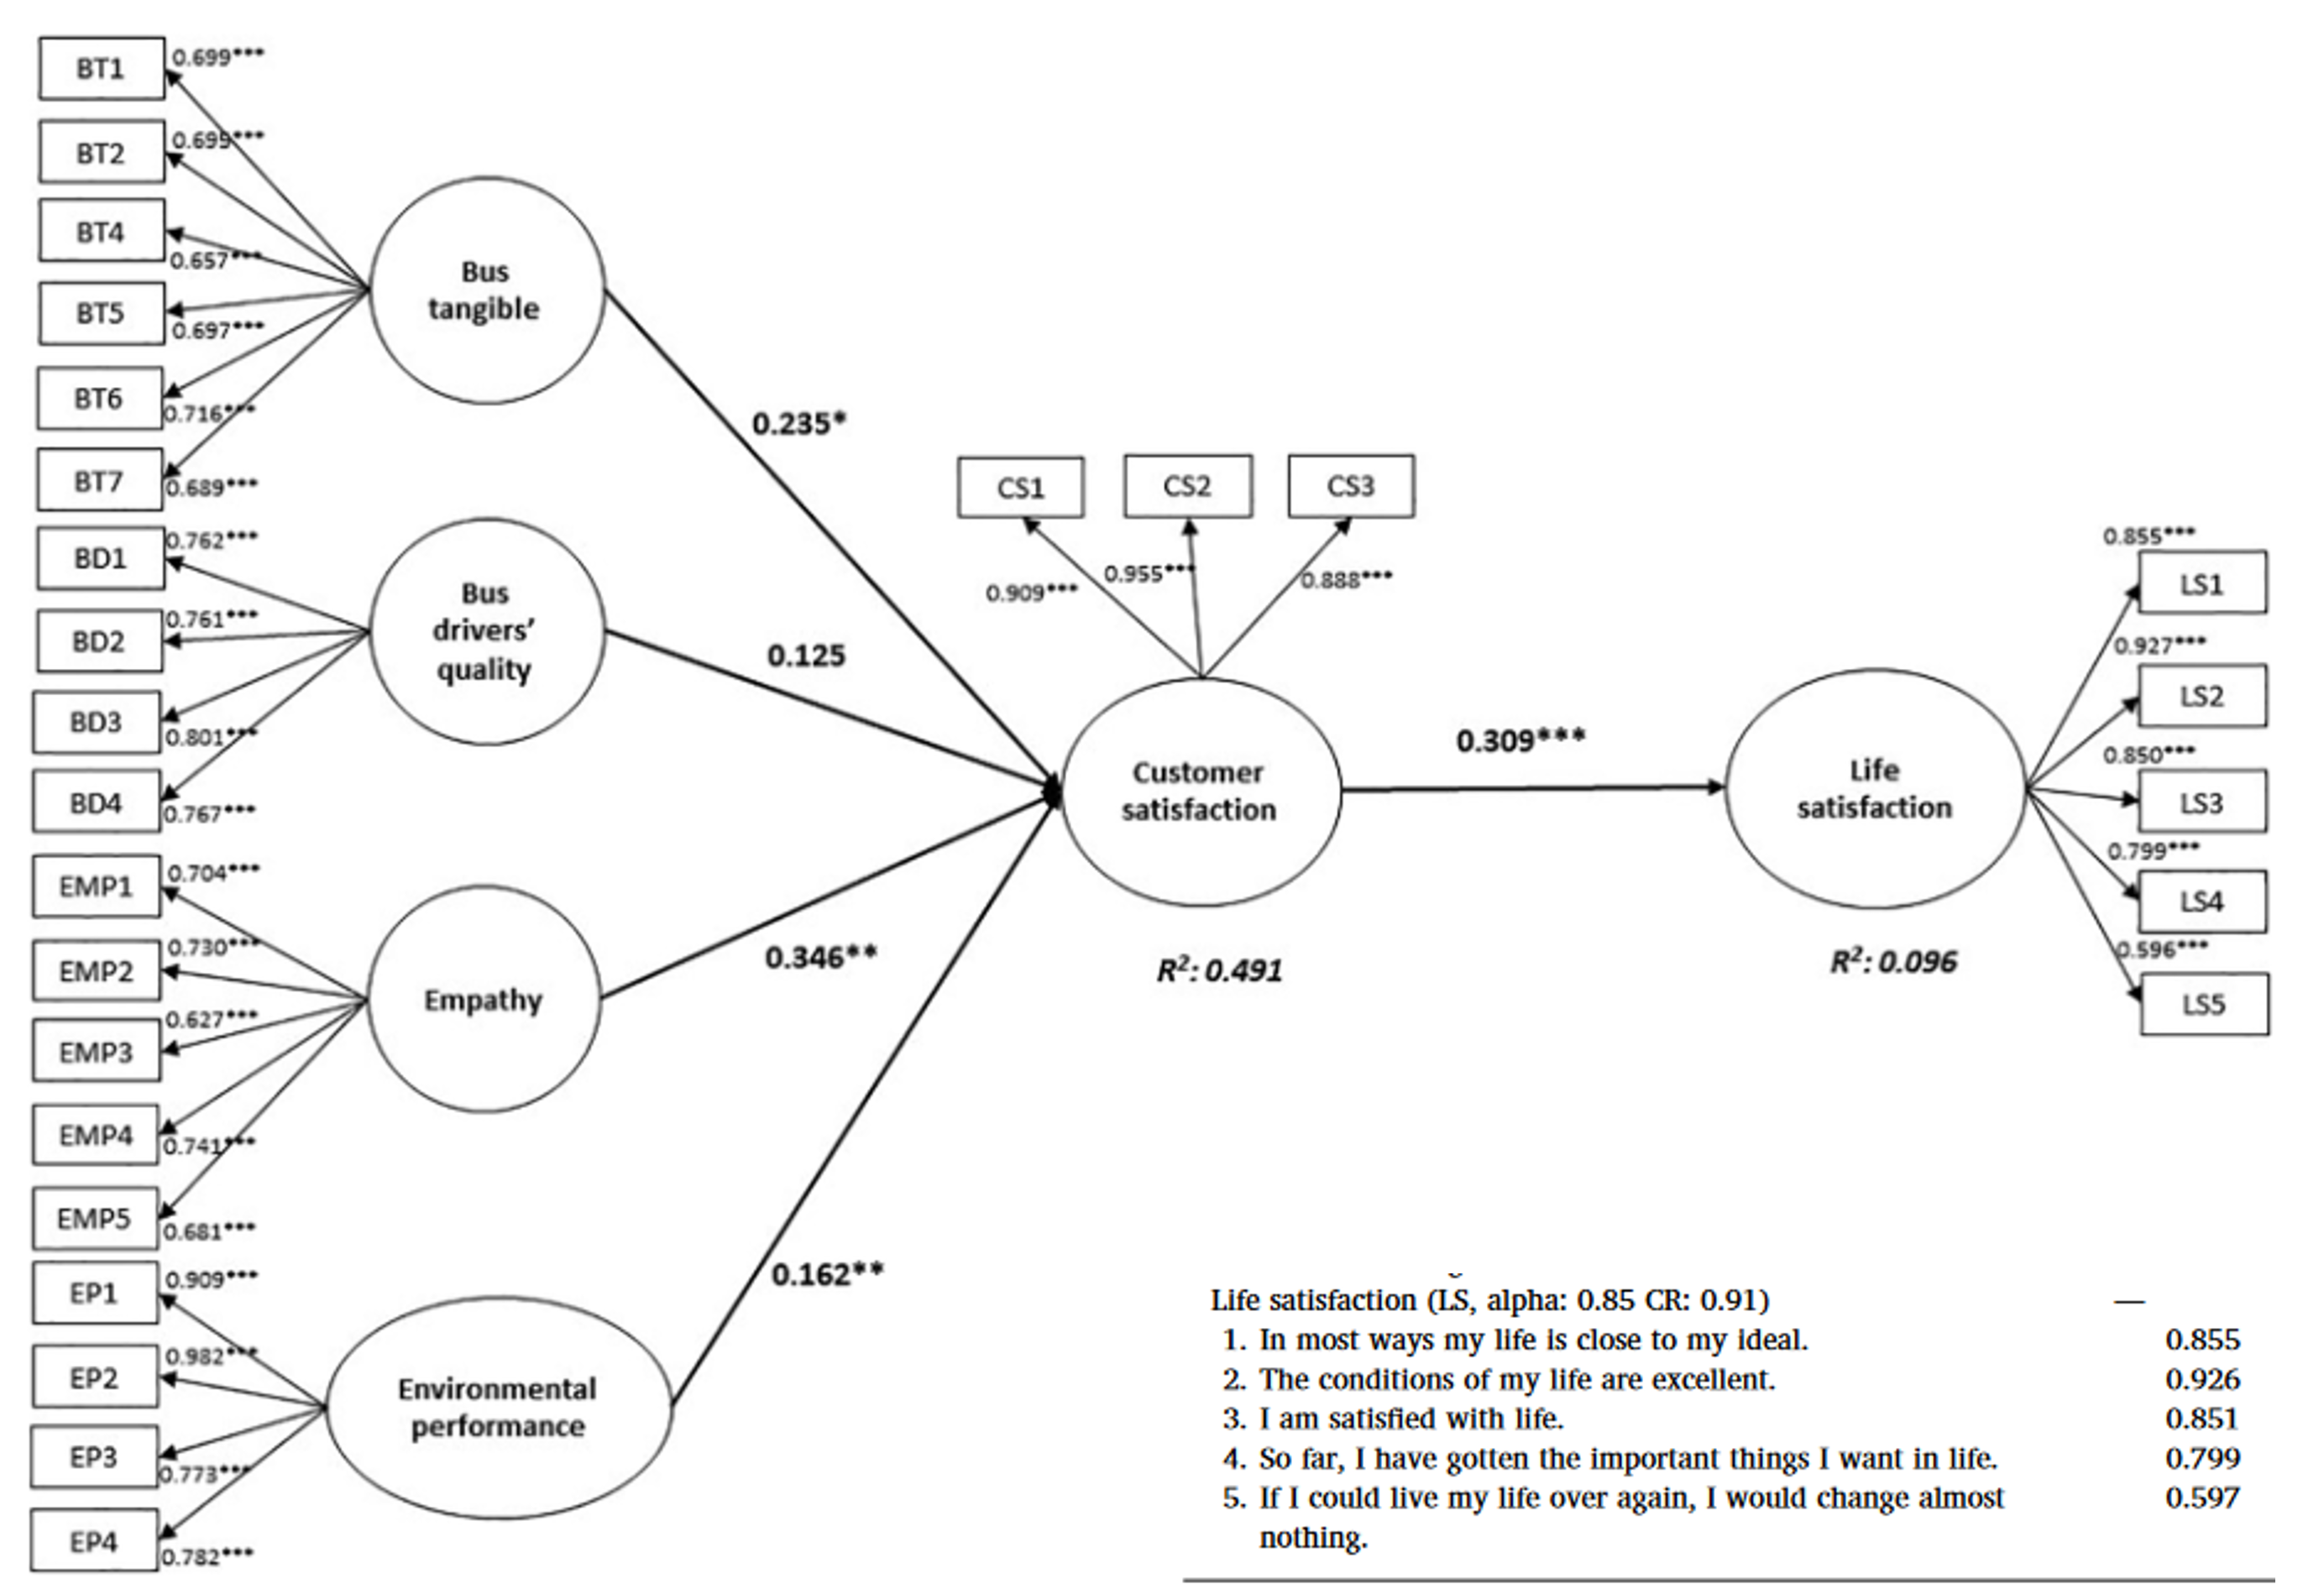 BT1
0.699***
BT2
0.699***
BT4
0.657***
BT5
0.697***
BT6
0.716***
BT7
0.689***
Bus
tangible
BD1
0.762***
BD2
0.761***
BD3
0.801***
BD4
0.767***
Bus
drivers’
quality
EMP1
0.704***
EMP2
0.730***
EMP3
0.627***
EMP4
0.741***
EMP5
0.681***
Empathy
EP1
0.909***
EP2
0.982***
EP3
0.773***
EP4
0.782***
Environmental
performance
0.235*
0.125
0.346**
0.162**
CS1
CS2
CS3
0.909***
0.955***
0.888***
Customer
satisfaction
R²: 0.491
0.309***
Life
satisfaction
R²: 0.096
0.855***
LS1
0.927***
LS2
0.850***
LS3
0.799***
LS4
0.596***
LS5
Life satisfaction (LS, alpha: 0.85 CR: 0.91) —
1. In most ways my life is close to my ideal. 0.855
2. The conditions of my life are excellent. 0.926
3. I am satisfied with life. 0.851
4. So far, I have gotten the important things I want in life. 0.799
5. If I could live my life over again, I would change almost 0.597
nothing.